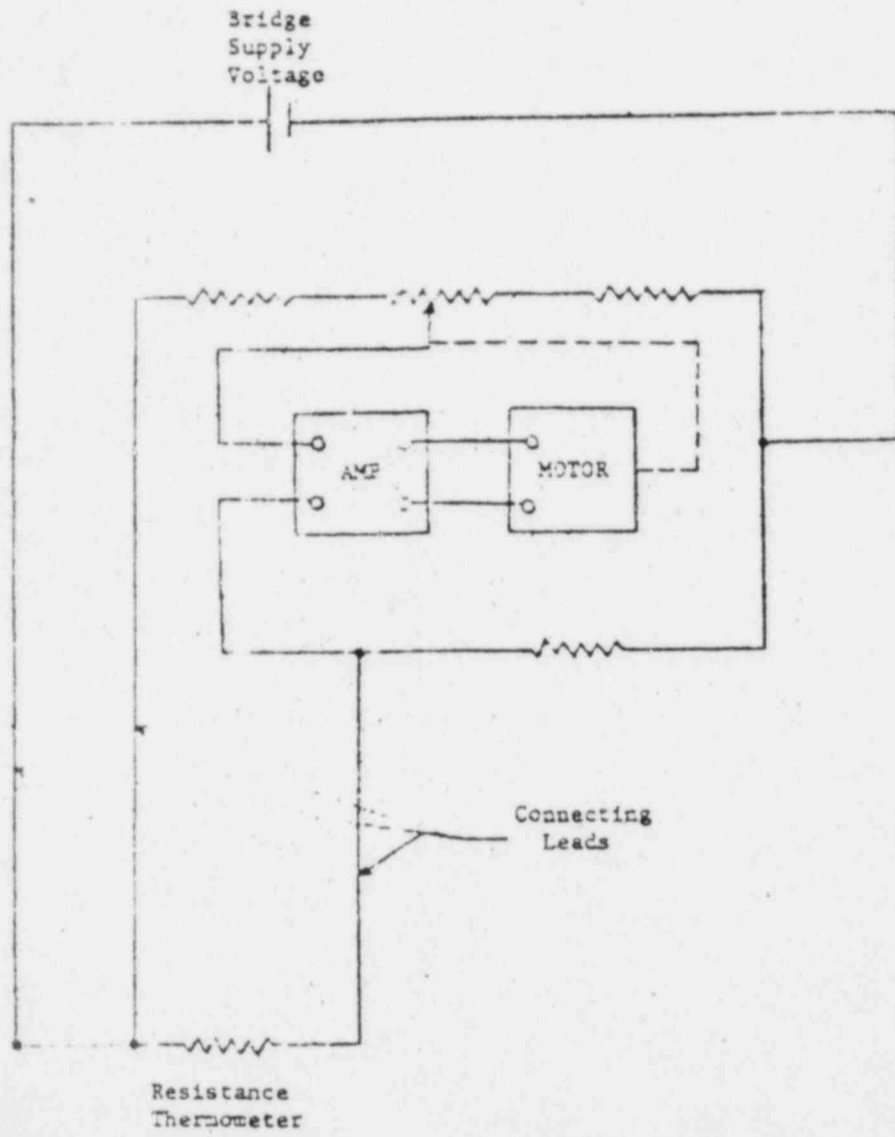 Bridge
Supply
Voltage
AMP
MOTOR
Connecting
Leads
Resistance
Thermometer